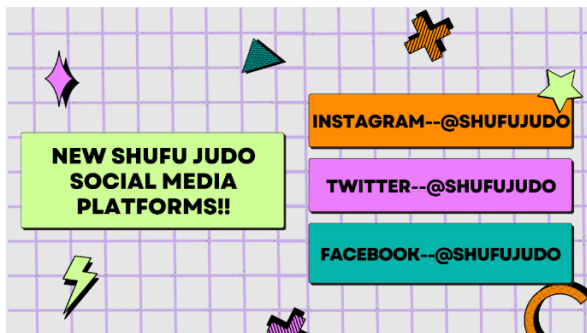 NEW SHUFU JUDO
SOCIAL MEDIA
PLATFORMS!!
INSTAGRAM--@SHUFUJUDO
TWITTER--@SHUFUJUDO
FACEBOOK--@SHUFUJUDO